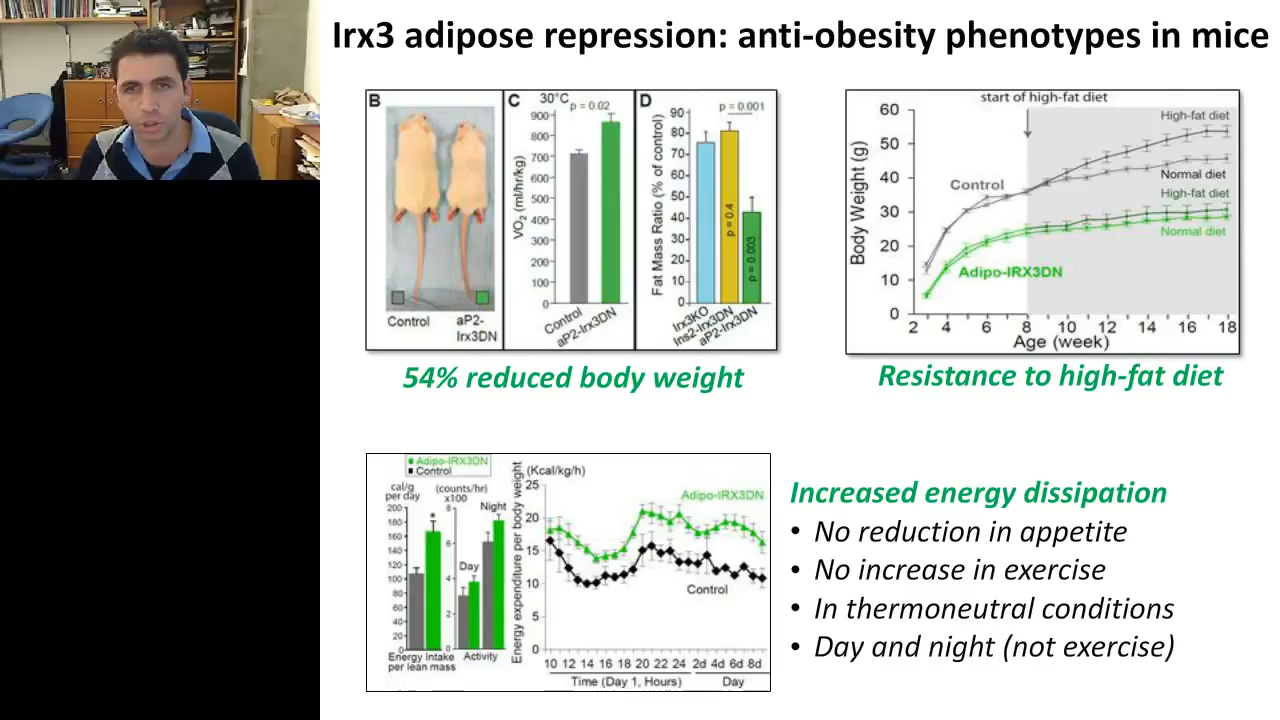 Irx3 adipose repression: anti-obesity phenotypes in mice
B
Control
aP2-
Irx3DN
C
30°C
p = 0.02
VO2 (ml/hr/kg)
900
800
700
600
500
400
300
200
100
0
Control
aP2-Irx3DN
D
p = 0.001
Fat Mass Ratio (% of control)
90
80
70
60
50
40
30
20
10
0
p = 0.4
p = 0.003
Irx3KO
Ins2-Irx3DN
aP2-Irx3DN
54% reduced body weight
start of high-fat diet
Body Weight (g)
60
50
40
30
20
10
0
High-fat diet
Control
Normal diet
High-fat diet
Normal diet
Adipo-IRX3DN
2 4 6 8 10 12 14 16 18
Age (week)
Resistance to high-fat diet
Adipo-IRX3DN
Control
cal/g
per day
200
180
160
140
120
100
80
60
40
20
0
*
Energy Intake
per lean mass
(counts/hr)
x100
8
6
4
2
0
Night
Day
Activity
Energy expenditure per body weight
(Kcal/kg/h)
25
20
15
10
5
0
Adipo-IRX3DN
Control
10 12 14 16 18 20 22 24 2d 4d 6d 8d
Time (Day 1, Hours) Day
Increased energy dissipation
• No reduction in appetite
• No increase in exercise
• In thermoneutral conditions
• Day and night (not exercise)